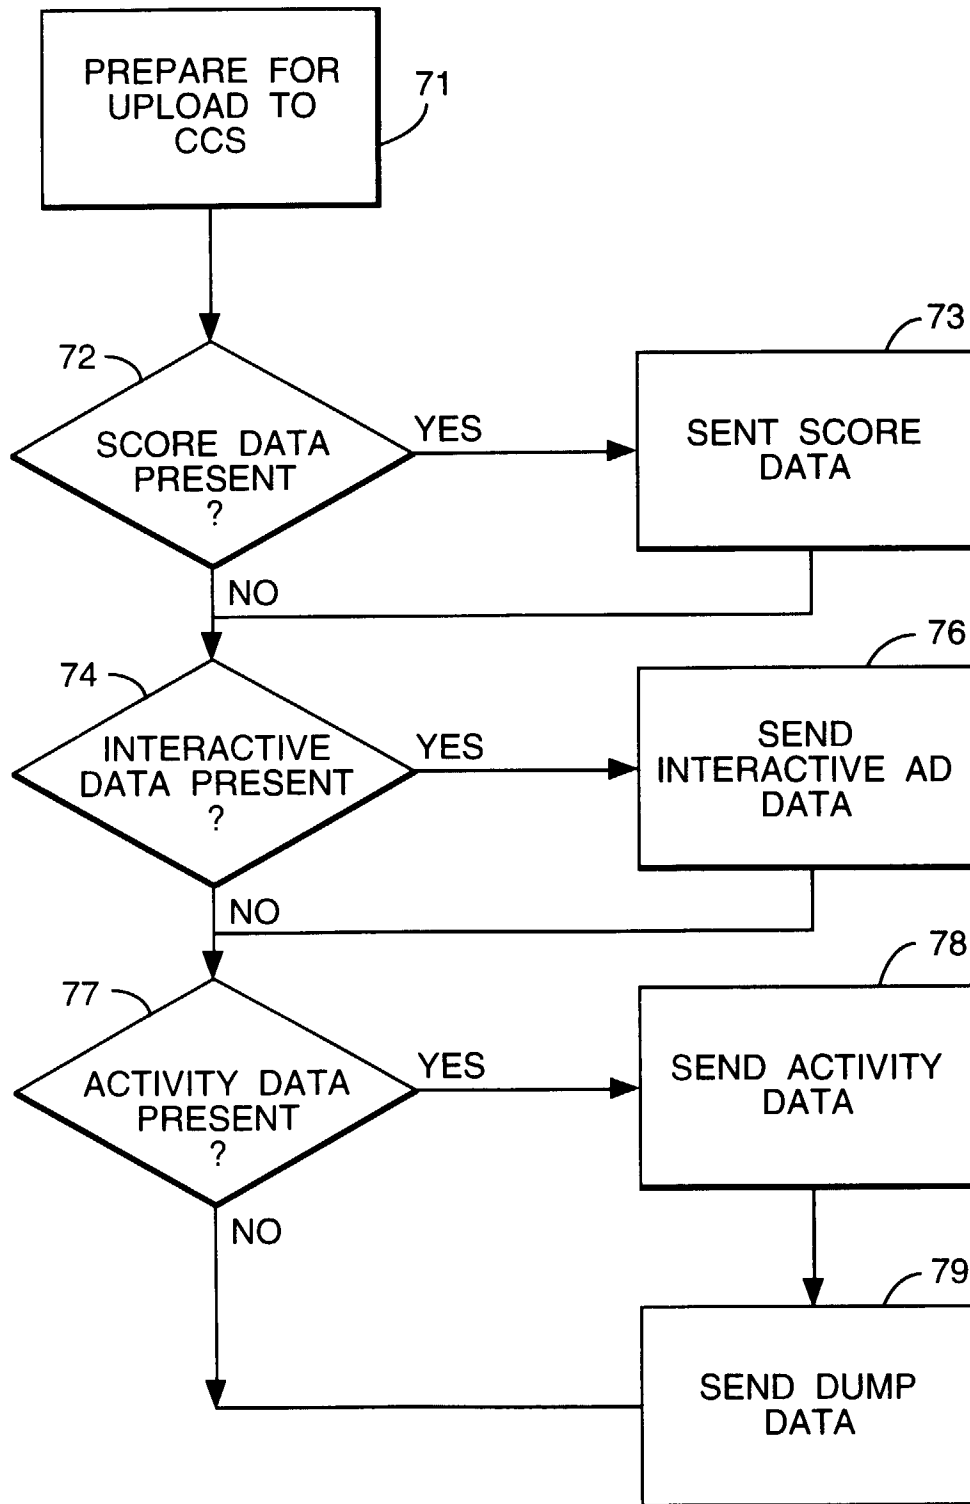 PREPARE FOR
UPLOAD TO
CCS
71
72
SCORE DATA
PRESENT
?
YES
73
SENT SCORE
DATA
NO
74
INTERACTIVE
DATA PRESENT
?
YES
76
SEND
INTERACTIVE AD
DATA
NO
77
ACTIVITY DATA
PRESENT
?
YES
78
SEND ACTIVITY
DATA
NO
79
SEND DUMP
DATA